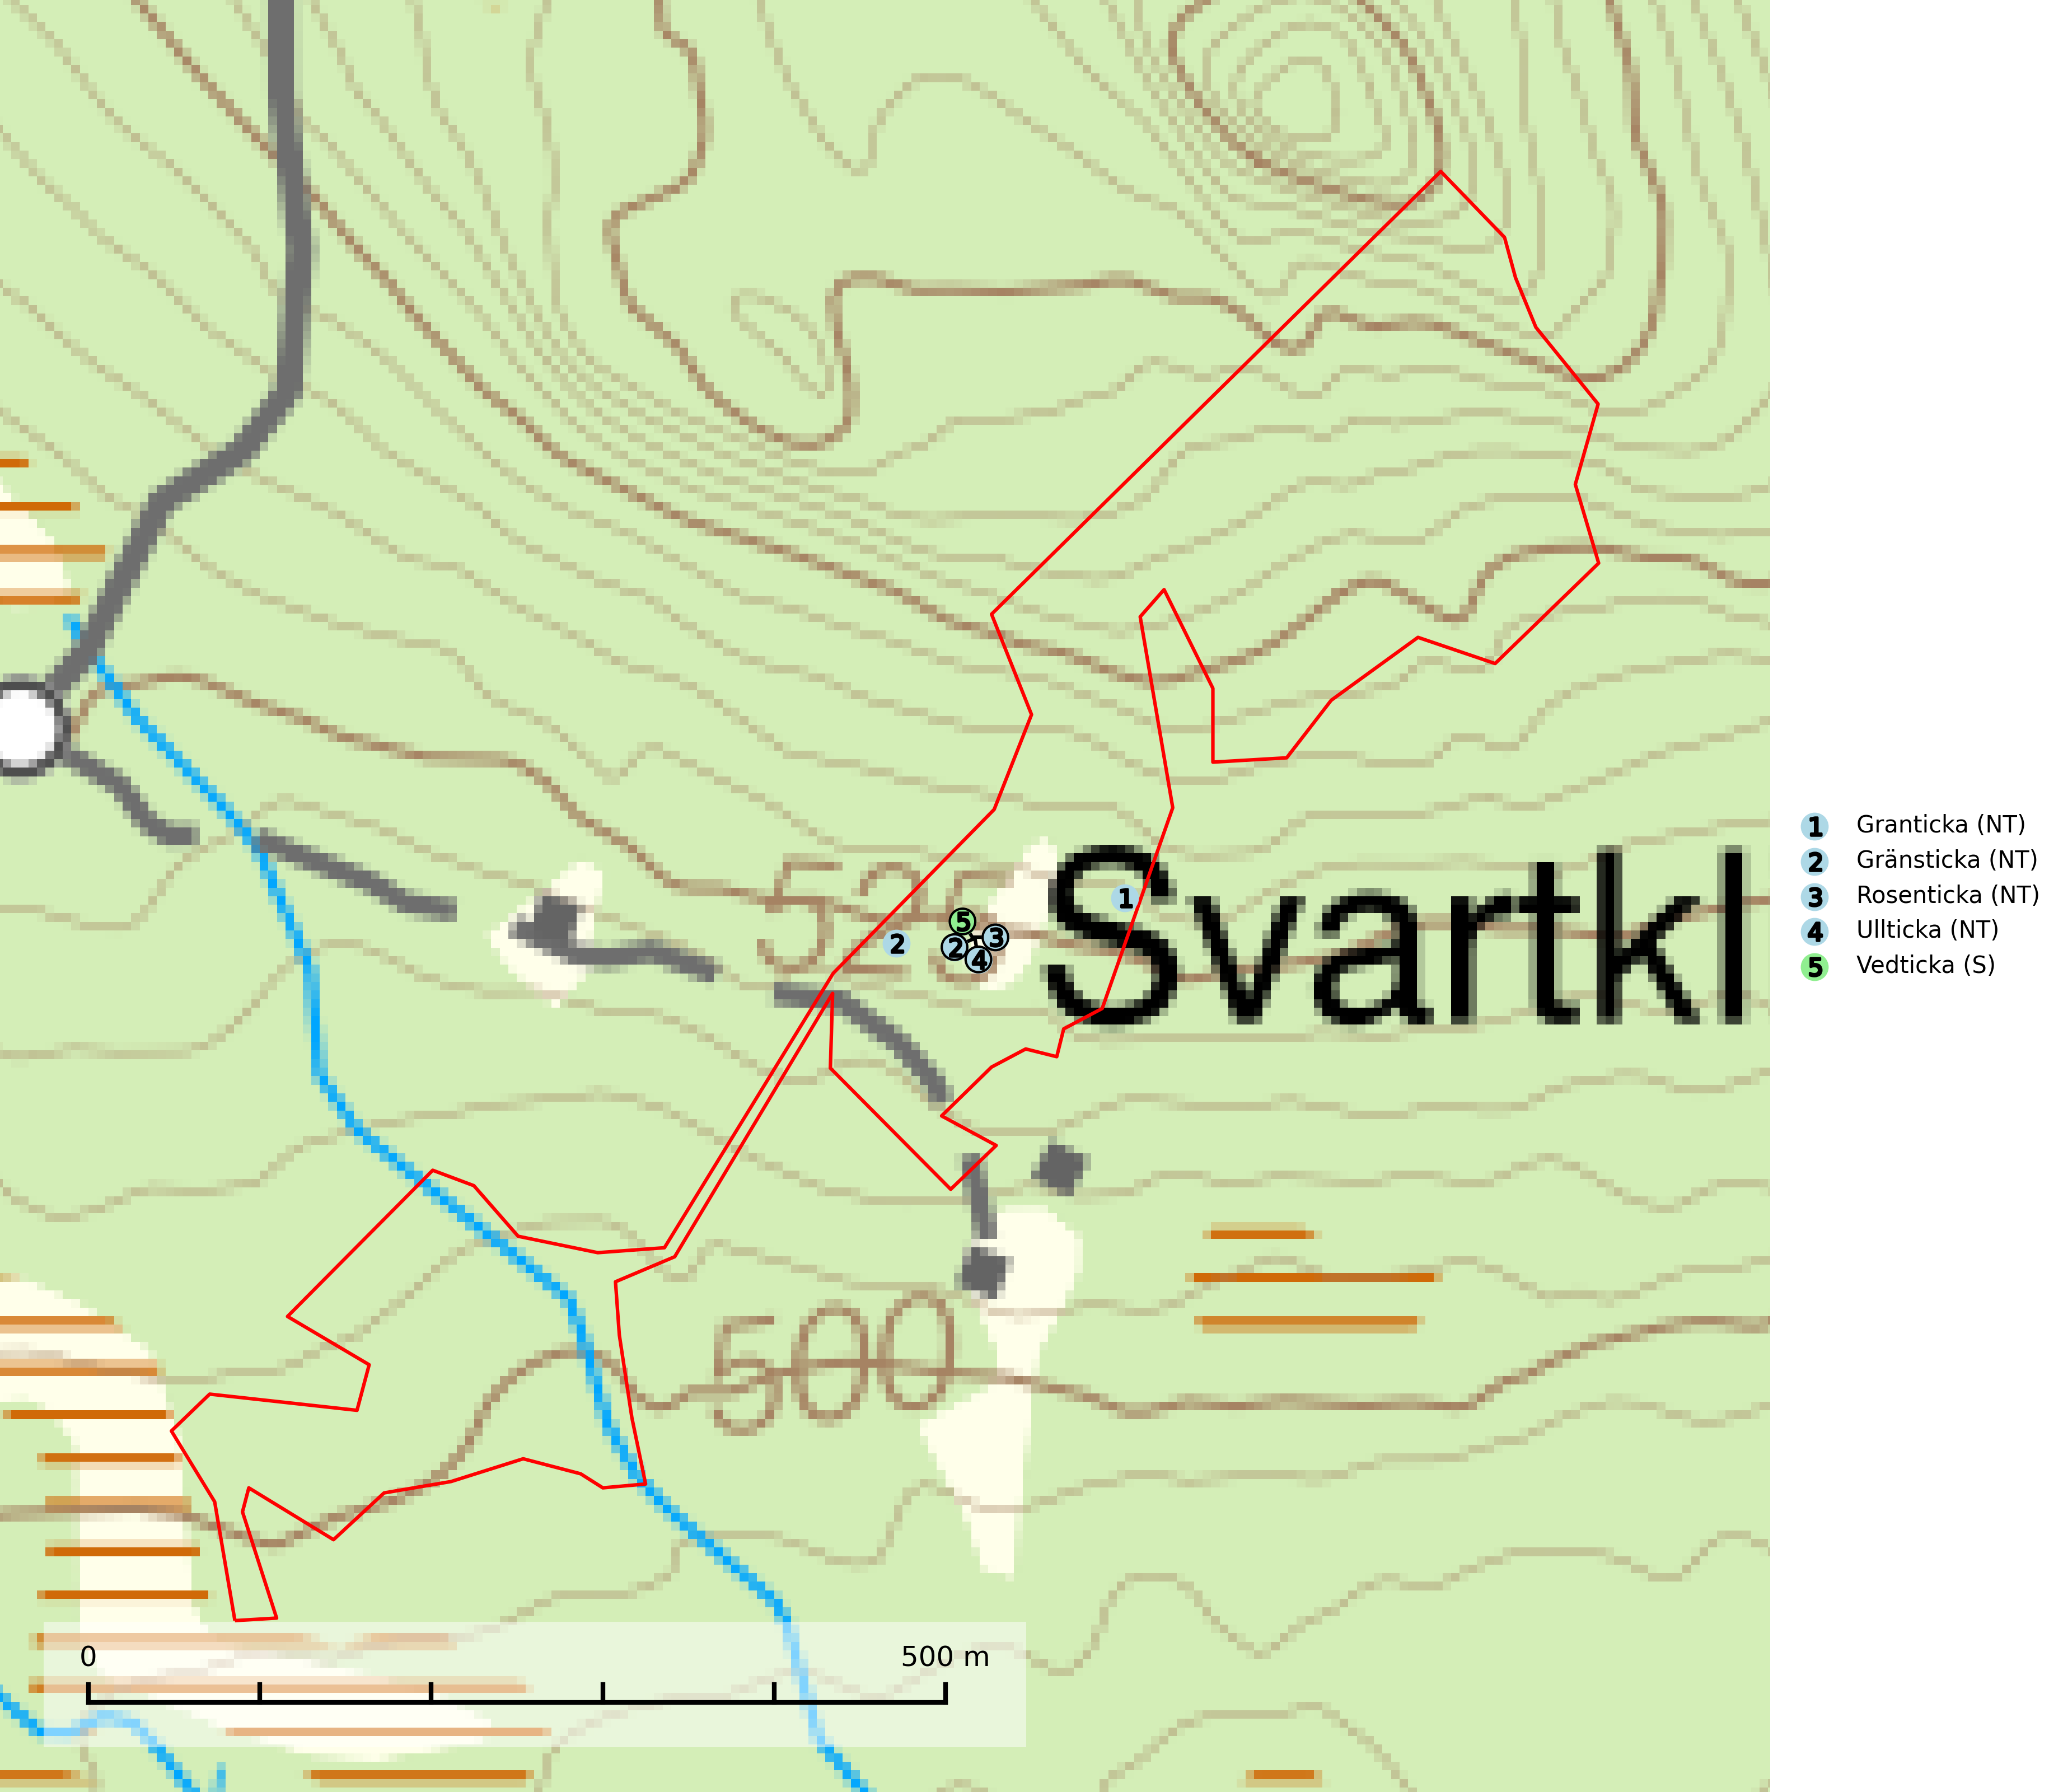 525
Svartkl
5
1
2
2
3
4
500
0 500 m
1 Granticka (NT)
2 Gränsticka (NT)
3 Rosenticka (NT)
4 Ullticka (NT)
5 Vedticka (S)